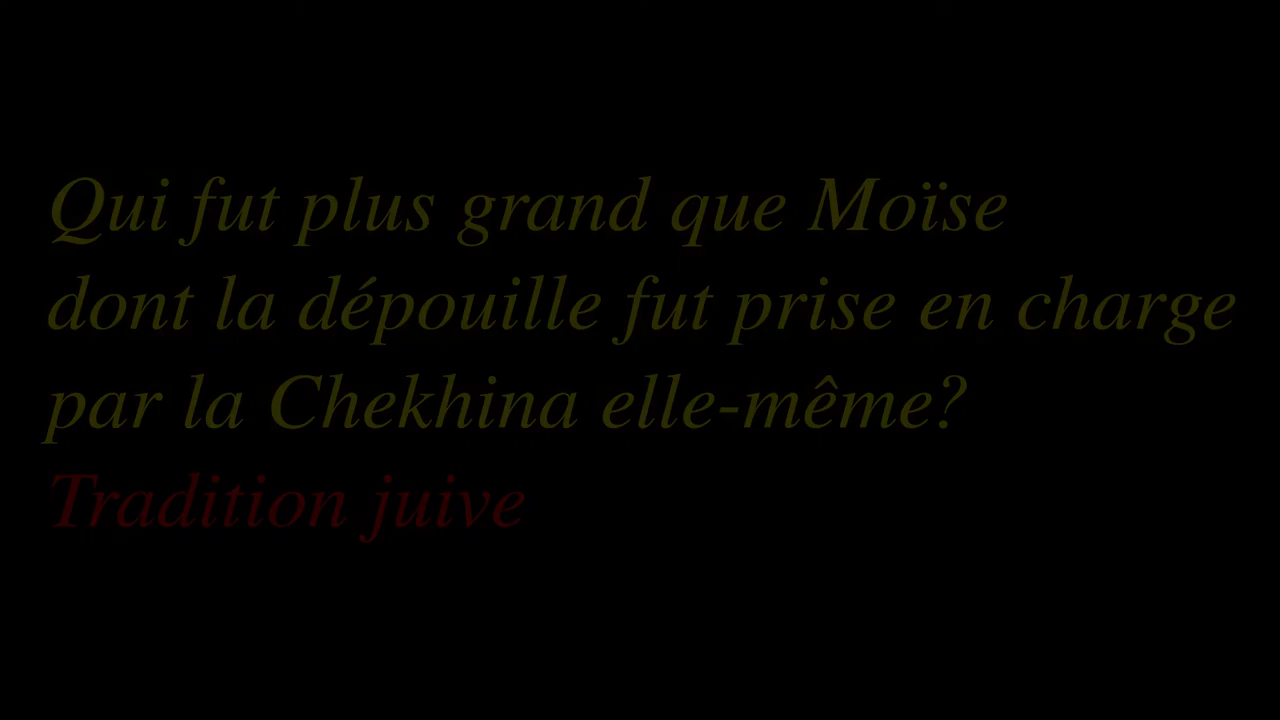 Qui fut plus grand que Moïse
dont la dépouille fut prise en charge
par la Chekhina elle-même?
Tradition juive